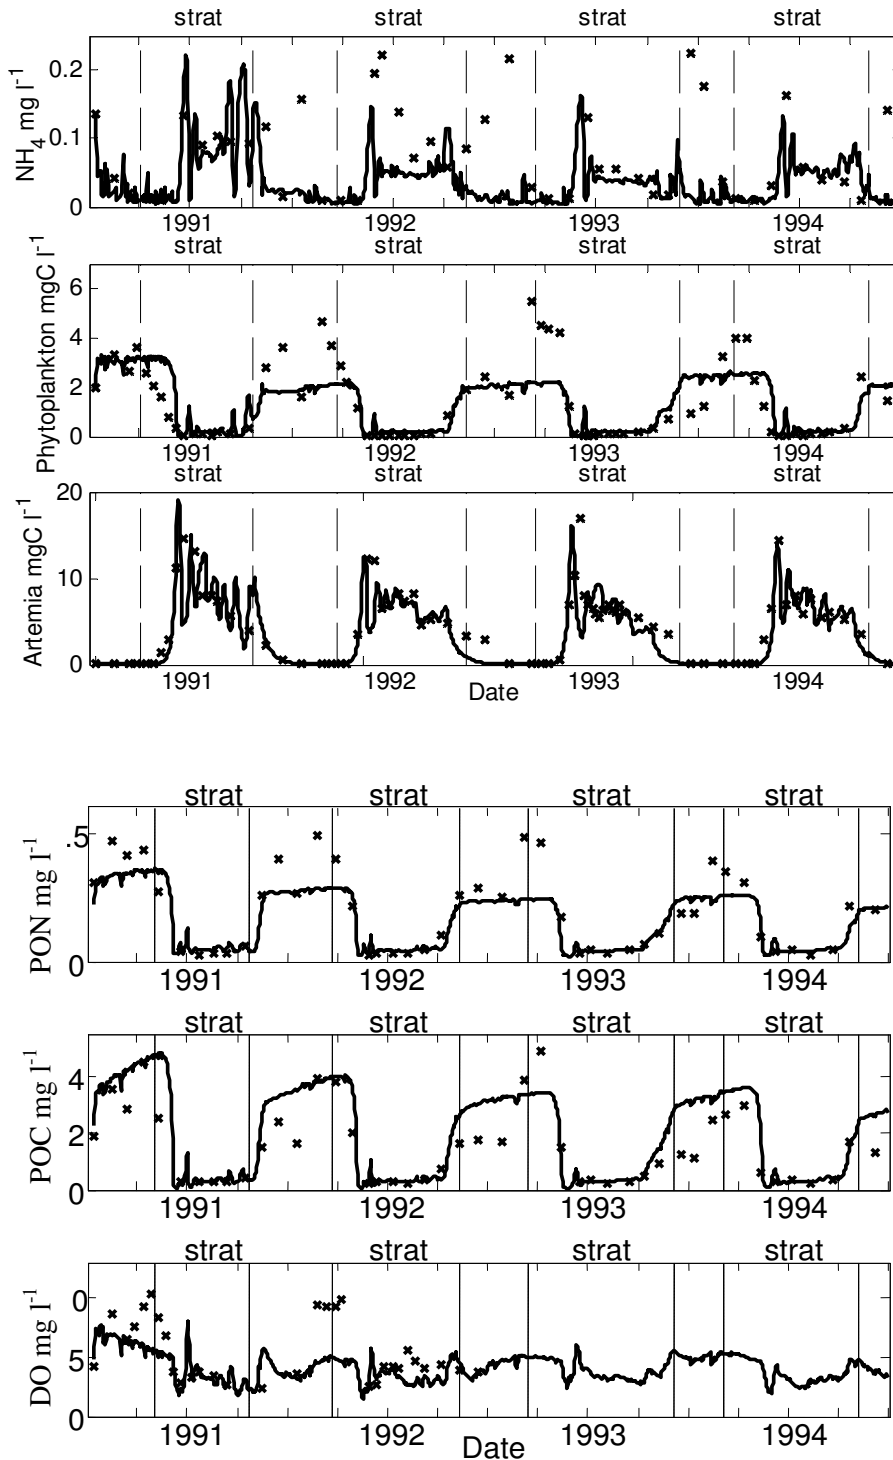 strat strat strat strat
NH4 mg l-1
0.2
0.1
0
1991 1992 1993 1994
strat strat strat strat
Phytoplankton mgC l-1
6
4
2
0
1991 1992 1993 1994
strat strat strat strat
Artemia mgC l-1
20
10
0
1991 1992 1993 1994
Date
strat strat strat strat
PON mg l-1
.5
0
1991 1992 1993 1994
strat strat strat strat
POC mg l-1
4
2
0
1991 1992 1993 1994
strat strat strat strat
DO mg l-1
0
5
0
1991 1992 1993 1994
Date